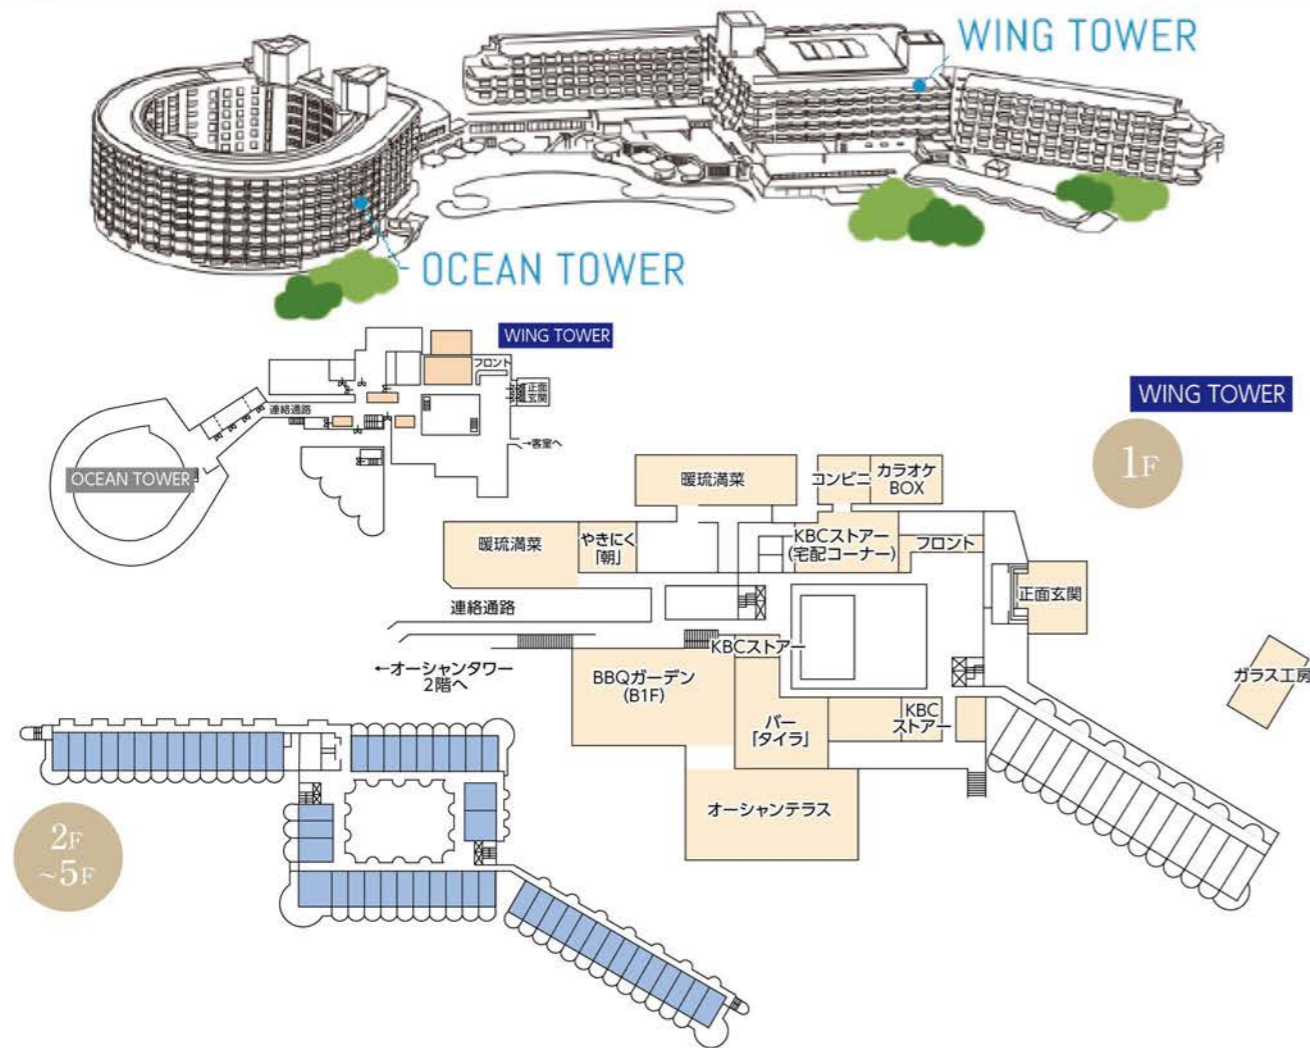 WING TOWER
OCEAN TOWER
WING TOWER
フロント
正面
玄関
連絡通路
→客室へ
OCEAN TOWER
WING TOWER
1F
暖琉満菜
コンビニ
カラオケ
BOX
暖琉満菜
やきにく
「朝」
KBCストアー
(宅配コーナー)
フロント
正面玄関
連絡通路
KBCストアー
←オーシャンタワー
2階へ
BBQガーデン
(B1F)
ガラス工房
バー
「タイラ」
KBC
ストアー
オーシャンテラス
2F
~5F